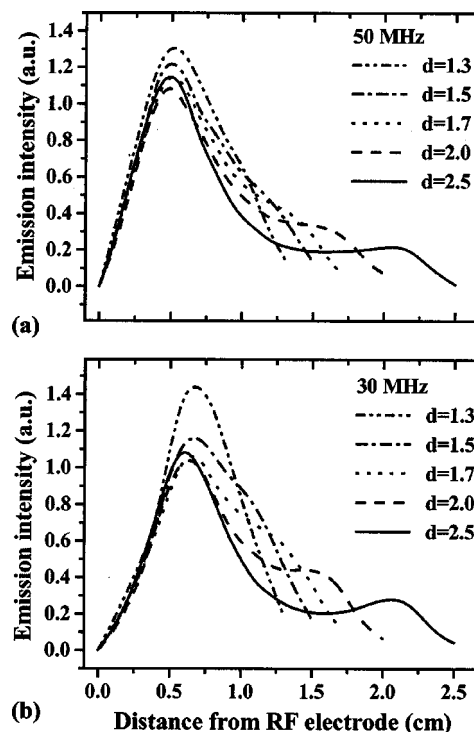 50 MHz
d=1.3
d=1.5
d=1.7
d=2.0
d=2.5
1.4
1.2
1.0
0.8
0.6
0.4
0.2
0.0
Emission intensity (a.u.)
(a)
30 MHz
d=1.3
d=1.5
d=1.7
d=2.0
d=2.5
1.4
1.2
1.0
0.8
0.6
0.4
0.2
0.0
Emission intensity (a.u.)
0.0 0.5 1.0 1.5 2.0 2.5
(b)
Distance from RF electrode (cm)